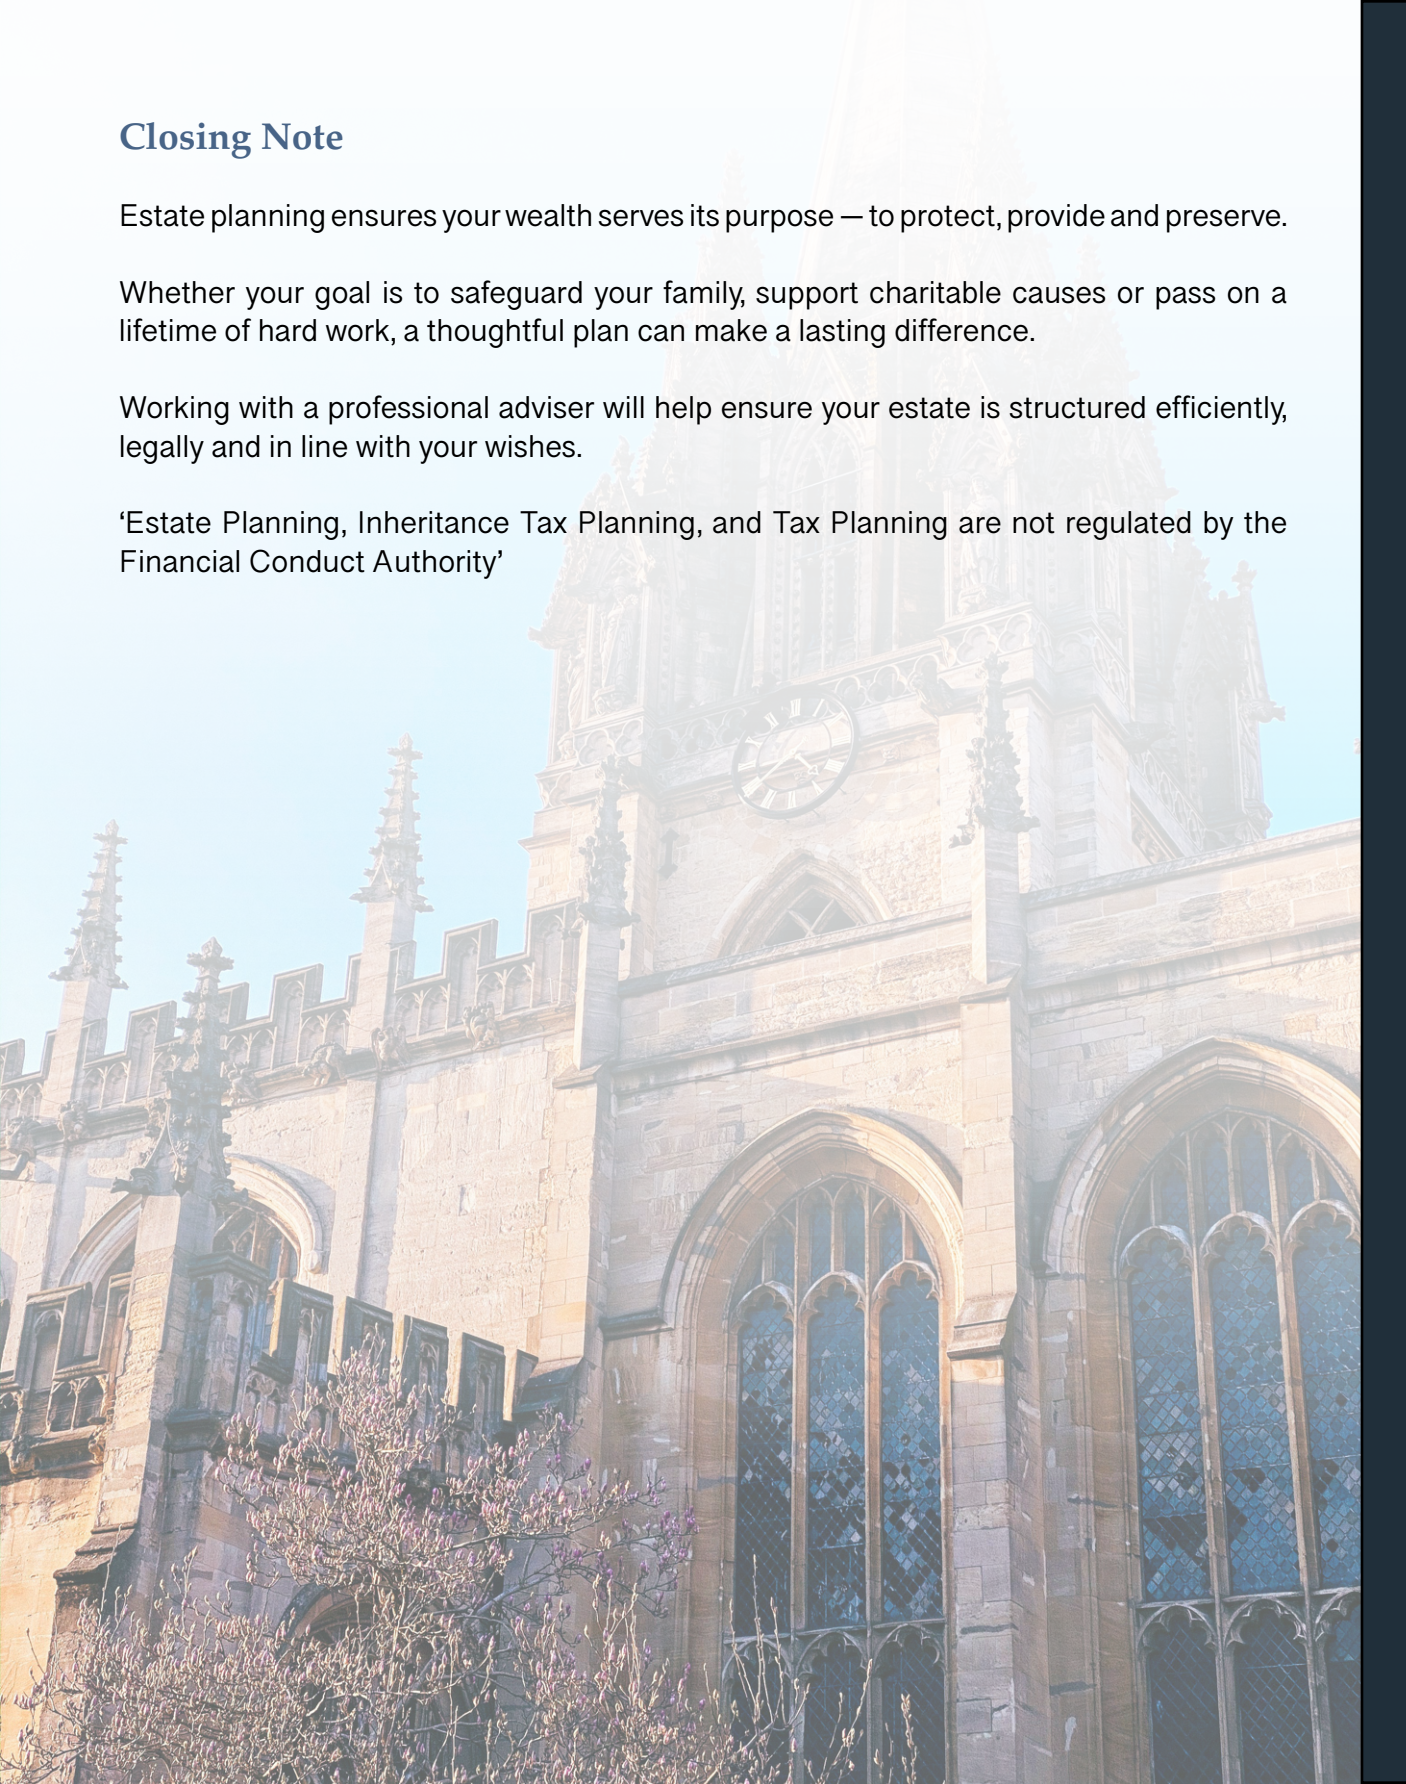 Closing Note
Estate planning ensures your wealth serves its purpose — to protect, provide and preserve.
Whether your goal is to safeguard your family, support charitable causes or pass on a
lifetime of hard work, a thoughtful plan can make a lasting difference.
Working with a professional adviser will help ensure your estate is structured efficiently,
legally and in line with your wishes.
‘Estate Planning, Inheritance Tax Planning, and Tax Planning are not regulated by the
Financial Conduct Authority’